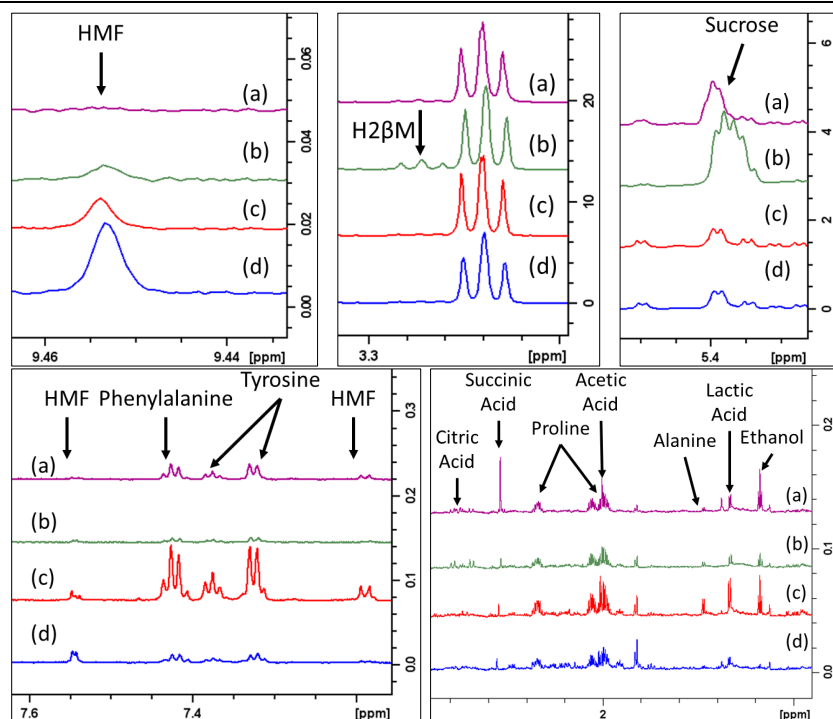 HMF
(a)
(b)
(c)
(d)
0.06
0.04
0.02
0.00
9.46
9.44
[ppm]
H2βM
(a)
(b)
(c)
(d)
20
10
0
3.3
[ppm]
Sucrose
(a)
(b)
(c)
(d)
6
4
2
0
5.4
[ppm]
HMF
Phenylalanine
Tyrosine
HMF
(a)
(b)
(c)
(d)
0.3
0.2
0.1
0.0
7.6
7.4
[ppm]
Citric
Acid
Succinic
Acid
Proline
Acetic
Acid
Alanine
Lactic
Acid
Ethanol
(a)
(b)
(c)
(d)
0.2
0.1
0.0
2
[ppm]